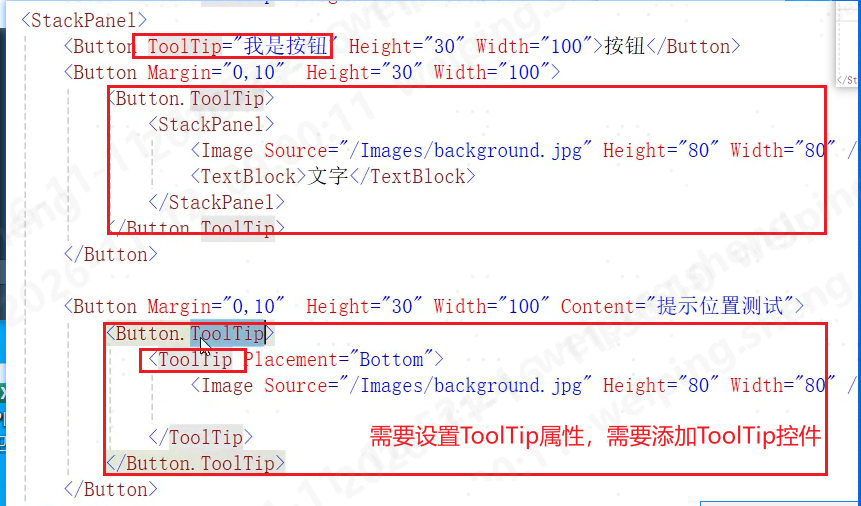 <StackPanel>
<Button ToolTip="我是按钮" Height="30" Width="100">按钮</Button>
<Button Margin="0,10"  Height="30" Width="100">
<Button.ToolTip>
<StackPanel>
<Image Source="/Images/background.jpg" Height="80" Width="80" /
<TextBlock>文字</TextBlock>
</StackPanel>
</Button.ToolTip>
</Button>
<Button Margin="0,10"  Height="30" Width="100" Content="提示位置测试">
<Button.ToolTip>
<ToolTip Placement="Bottom">
<Image Source="/Images/background.jpg" Height="80" Width="80" /
需要设置ToolTip属性，需要添加ToolTip控件
</ToolTip>
</Button.ToolTip>
</Button>